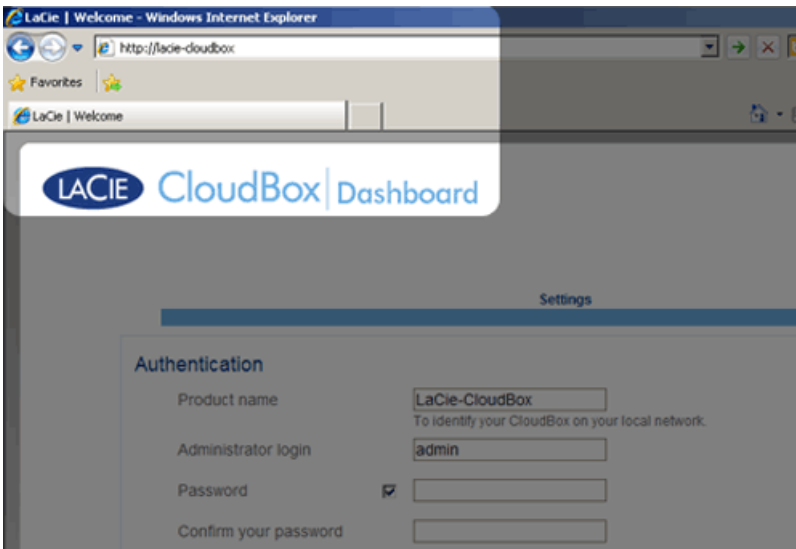 LaCie | Welcome - Windows Internet Explorer
http://lacie-cloudbox
Favorites
LaCie | Welcome
LACIE CloudBox | Dashboard
Settings
Authentication
Product name LaCie-CloudBox
To identify your CloudBox on your local network.
Administrator login admin
Password
Confirm your password